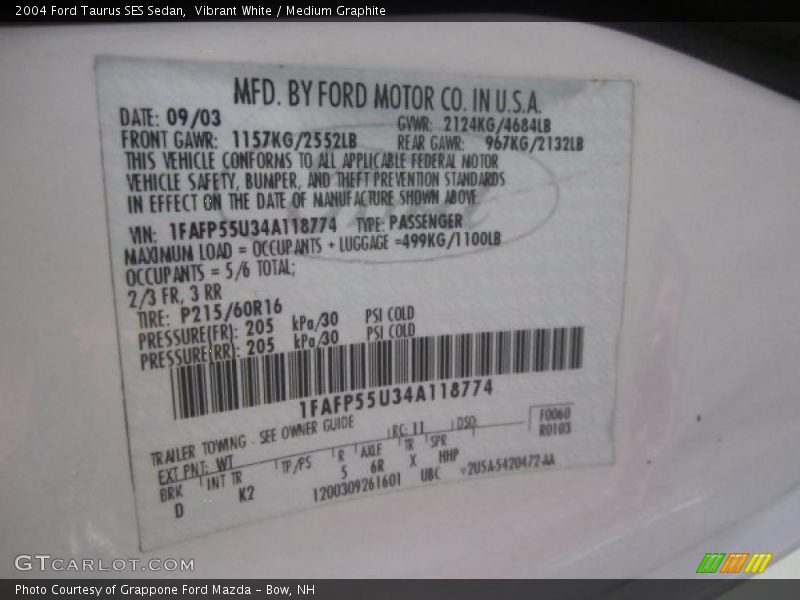 2004 Ford Taurus SES Sedan, Vibrant White / Medium Graphite
MFD. BY FORD MOTOR CO. IN U.S.A.
DATE: 09/03 GVWR: 2124KG/4684LB
FRONT GAWR: 1157KG/2552LB REAR GAWR: 967KG/2132LB
THIS VEHICLE CONFORMS TO ALL APPLICABLE FEDERAL MOTOR
VEHICLE SAFETY, BUMPER, AND THEFT PREVENTION STANDARDS
IN EFFECT ON THE DATE OF MANUFACTURE SHOWN ABOVE
VIN: 1FAFP55U34A118774 TYPE: PASSENGER
MAXIMUM LOAD = OCCUPANTS + LUGGAGE =499KG/1100LB
OCCUPANTS = 5/6 TOTAL;
2/3 FR, 3 RR
TIRE: P215/60R16
PRESSURE(FR): 205 kPa/30 PSI COLD
PRESSURE(RR): 205 kPa/30 PSI COLD
1FAFP55U34A118774
TRAILER TOWING - SEE OWNER GUIDE
EXT PNT: WT RC: 11 DSO: F0060
R0103
BRK INT TR TP/PS R AXLE TR SPR
D K2 5 6R X HHP
1200309261601 UBC 2USA-5420472-AA
GTCARLOT.COM
Photo Courtesy of Grappone Ford Mazda – Bow, NH